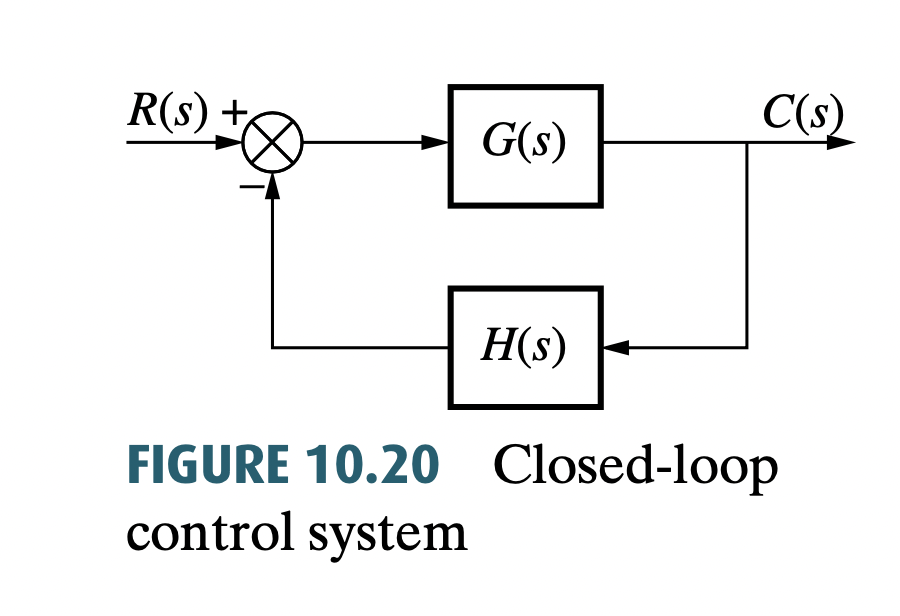 R(s) + G(s) C(s)
−
H(s)
FIGURE 10.20 Closed-loop
control system